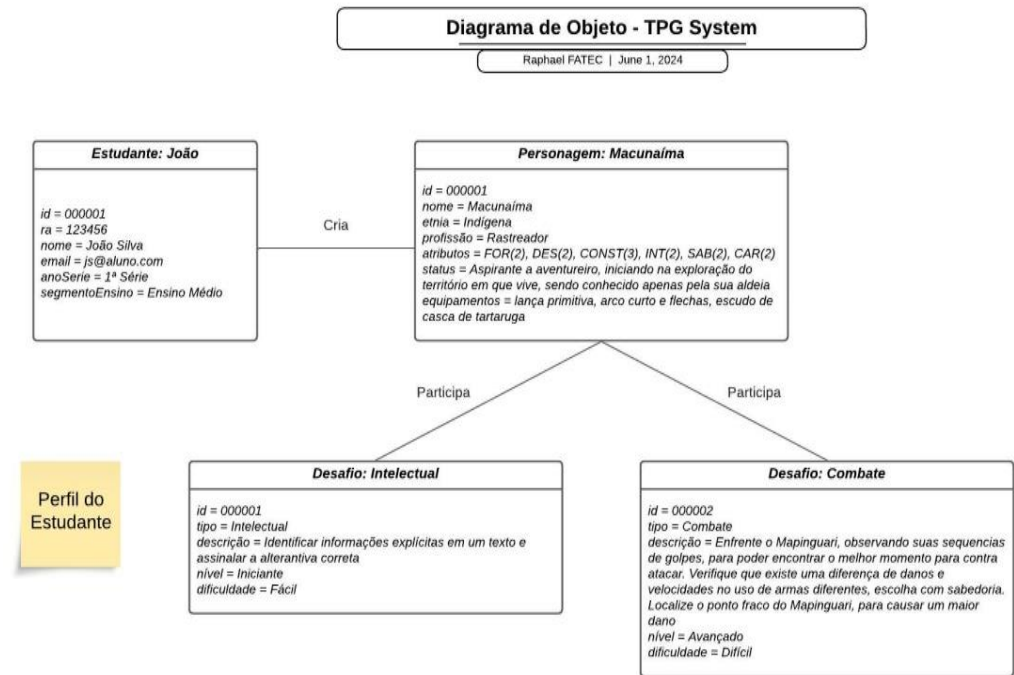 Diagrama de Objeto - TPG System
Raphael FATEC | June 1, 2024
Estudante: João
id = 000001
ra = 123456
nome = João Silva
email = js@aluno.com
anoSerie = 1ª Série
segmentoEnsino = Ensino Médio
Cria
Personagem: Macunaíma
id = 000001
nome = Macunaíma
etnia = Indígena
profissão = Rastreador
atributos = FOR(2), DES(2), CONST(3), INT(2), SAB(2), CAR(2)
status = Aspirante a aventureiro, iniciando na exploração do
território em que vive, sendo conhecido apenas pela sua aldeia
equipamentos = lança primitiva, arco curto e flechas, escudo de
casca de tartaruga
Participa
Participa
Perfil do
Estudante
Desafio: Intelectual
id = 000001
tipo = Intelectual
descrição = Identificar informações explícitas em um texto e
assinalar a alterantiva correta
nível = Iniciante
dificuldade = Fácil
Desafio: Combate
id = 000002
tipo = Combate
descrição = Enfrente o Mapinguari, observando suas sequencias
de golpes, para poder encontrar o melhor momento para contra
atacar. Verifique que existe uma diferença de danos e
velocidades no uso de armas diferentes, escolha com sabedoria.
Localize o ponto fraco do Mapinguari, para causar um maior
dano
nível = Avançado
dificuldade = Difícil